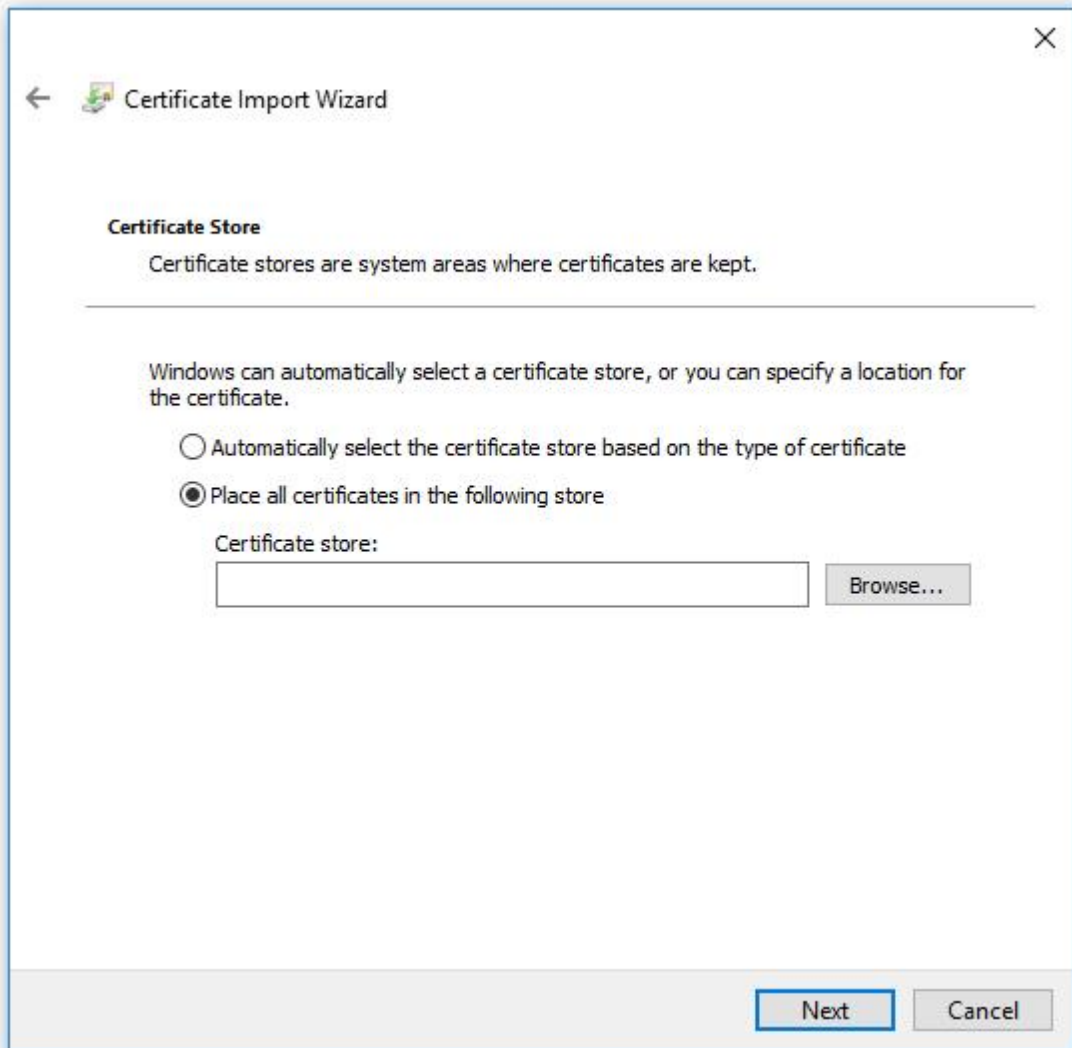 Certificate Import Wizard
Certificate Store
Certificate stores are system areas where certificates are kept.
Windows can automatically select a certificate store, or you can specify a location for
the certificate.
Automatically select the certificate store based on the type of certificate
Place all certificates in the following store
Certificate store:
Browse...
Next
Cancel